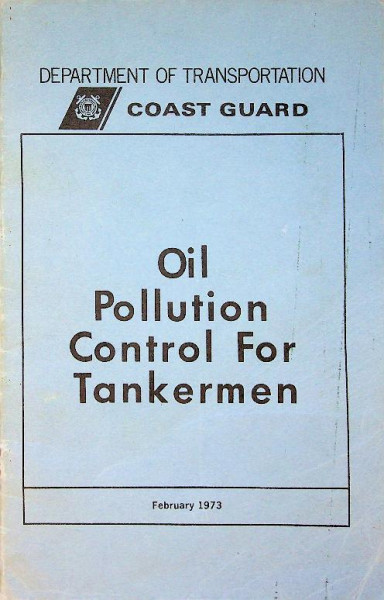 DEPARTMENT OF TRANSPORTATION
COAST GUARD
Oil
Pollution
Control For
Tankermen
February 1973